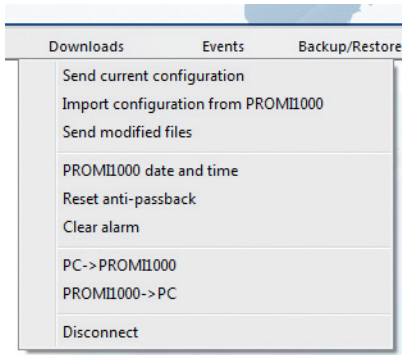 Downloads Events Backup/Restore
Send current configuration
Import configuration from PROMI1000
Send modified files
PROMI1000 date and time
Reset anti-passback
Clear alarm
PC->PROMI1000
PROMI1000->PC
Disconnect